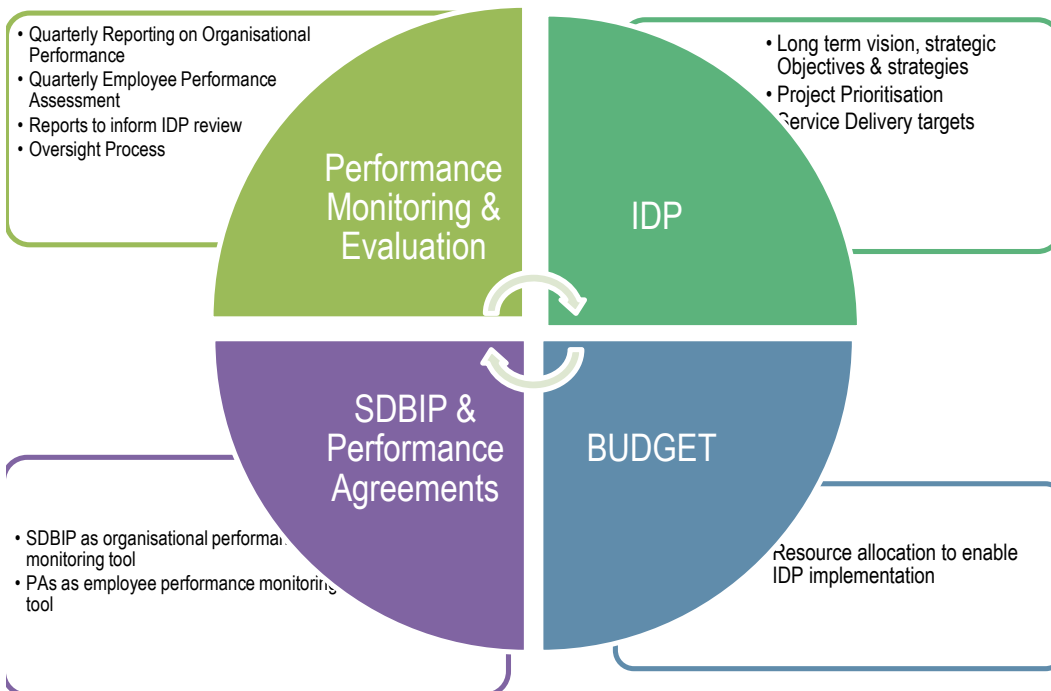 • Quarterly Reporting on Organisational
Performance
• Quarterly Employee Performance
Assessment
• Reports to inform IDP review
• Oversight Process
• Long term vision, strategic
Objectives & strategies
• Project Prioritisation
Service Delivery targets
Performance
Monitoring &
Evaluation
IDP
SDBIP &
Performance
Agreements
BUDGET
• SDBIP as organisational
monitoring tool
• PAs as employee performance monitoring
tool
Resource allocation to enable
IDP implementation